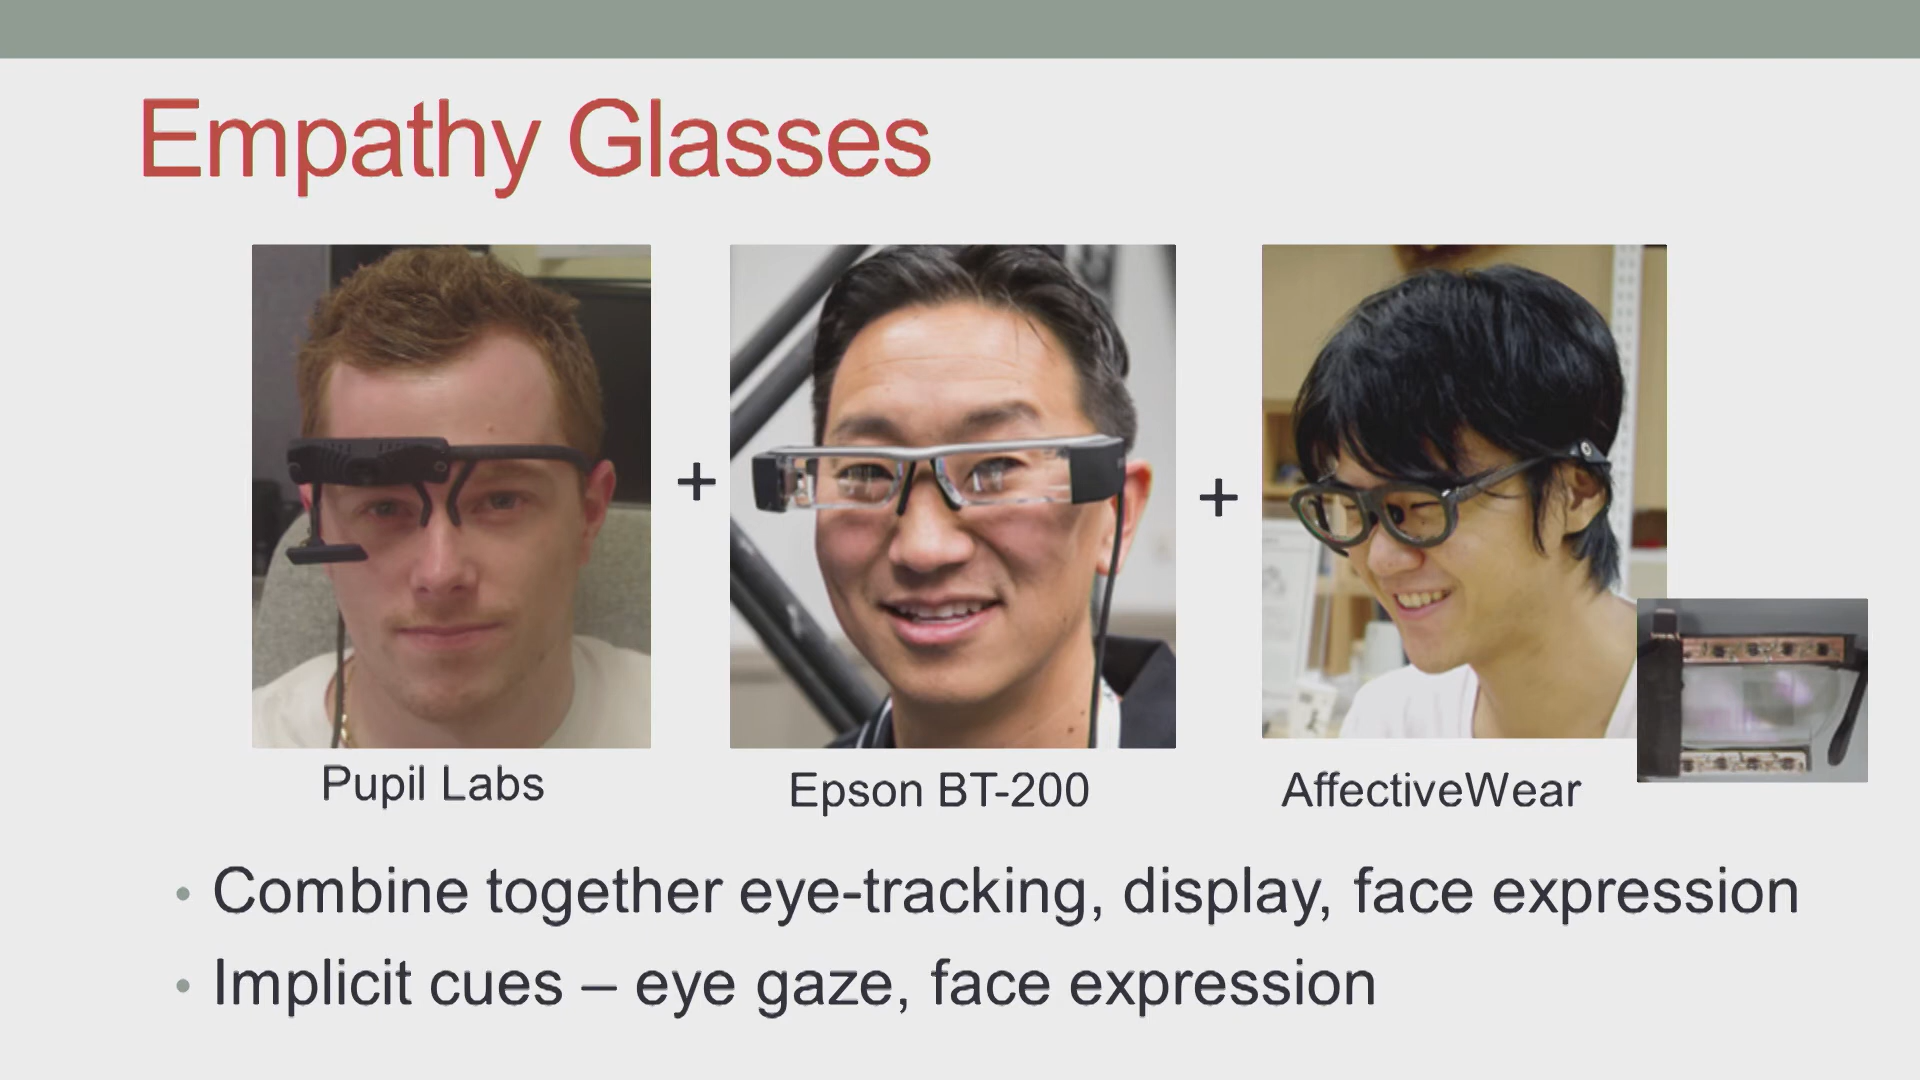 Empathy Glasses
+
+
Pupil Labs
Epson BT-200
AffectiveWear
• Combine together eye-tracking, display, face expression
• Implicit cues – eye gaze, face expression